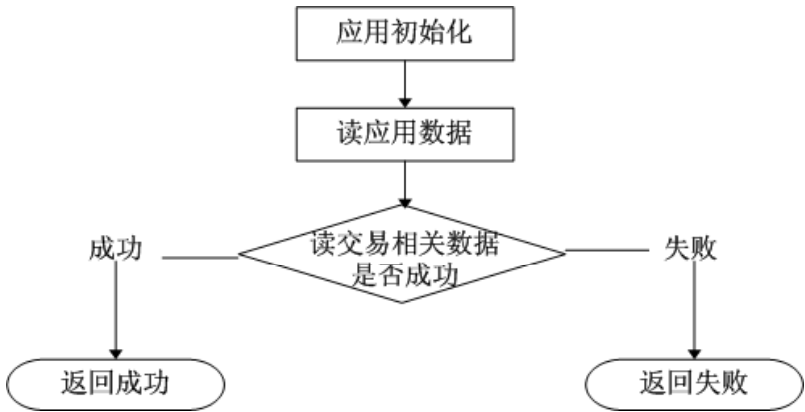 应用初始化
读应用数据
读交易相关数据
是否成功
成功
失败
返回成功
返回失败